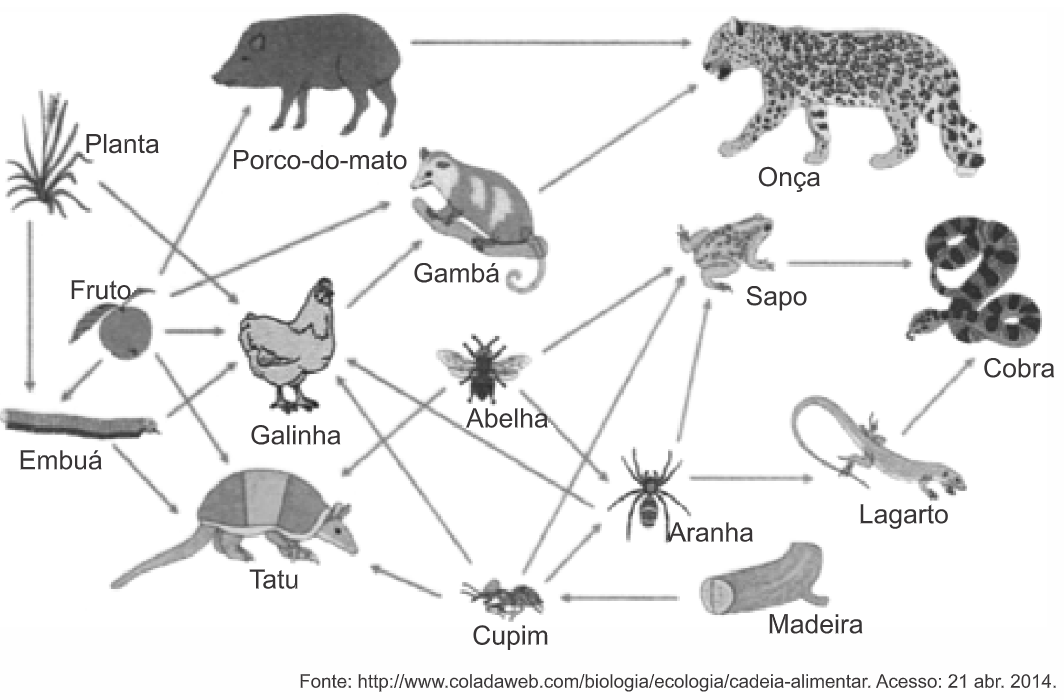 Planta
Porco-do-mato
Onça
Gambá
Fruto
Sapo
Cobra
Abelha
Galinha
Embuá
Lagarto
Aranha
Tatu
Cupim
Madeira
Fonte: http://www.coladaweb.com/biologia/ecologia/cadeia-alimentar. Acesso: 21 abr. 2014.